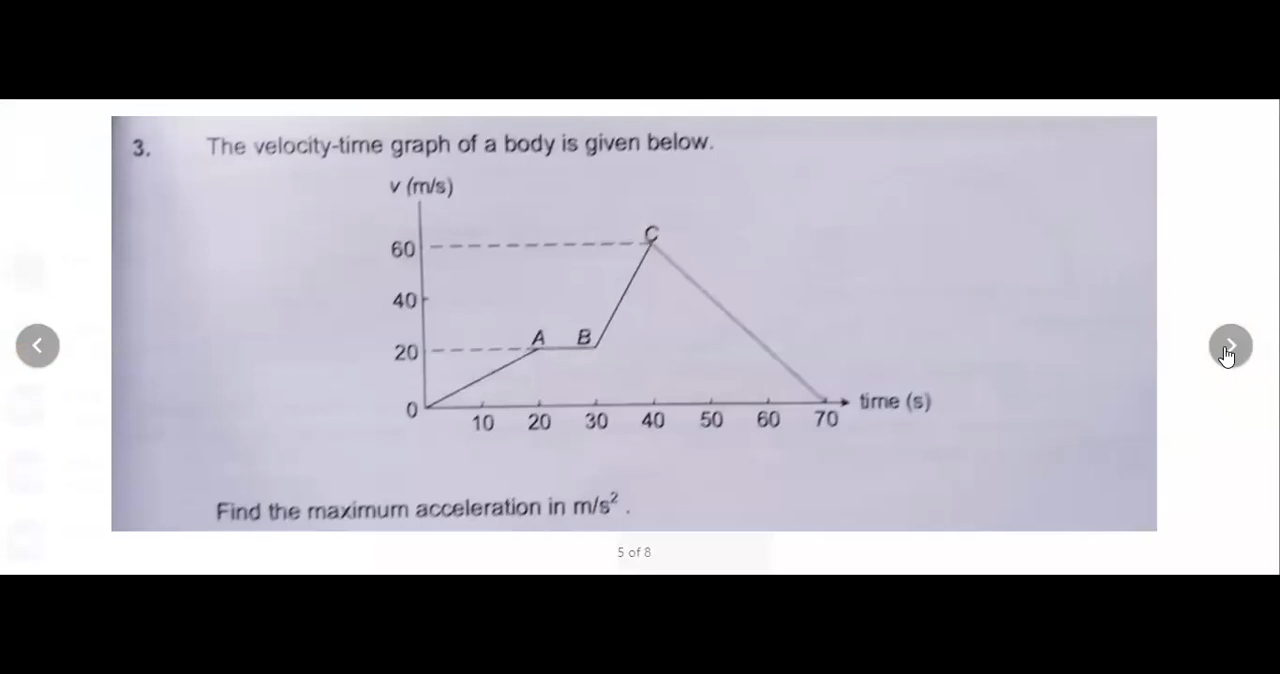 3. The velocity-time graph of a body is given below.
v (m/s)
60
40
20
0
A
B
C
10 20 30 40 50 60 70
time (s)
Find the maximum acceleration in m/s².
5 of 8